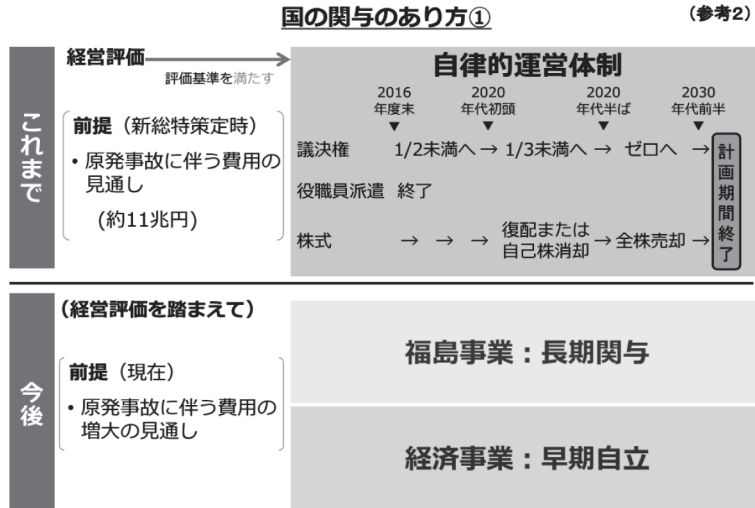 国の関与のあり方①
(参考2)
これまで
経営評価
評価基準を満たす
前提（新総特策定時）
・原発事故に伴う費用の
見通し
(約11兆円)
自律的運営体制
2016
年度末
2020
年代初頭
2020
年代半ば
2030
年代前半
▼ ▼ ▼ ▼
議決権 1/2未満へ → 1/3未満へ → ゼロへ →
役職員派遣 終了
株式 → → → 復配または
自己株消却 → 全株売却 →
計画期間終了
今後
(経営評価を踏まえて)
前提（現在）
・原発事故に伴う費用の
増大の見通し
福島事業：長期関与
経済事業：早期自立